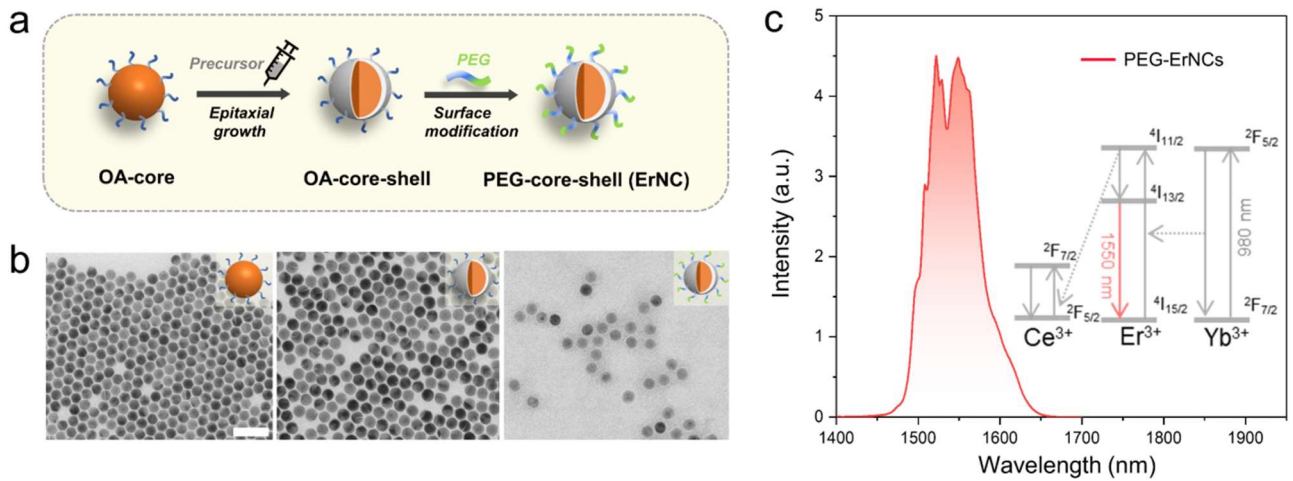 a
Precursor
PEG
Epitaxial
growth
Surface
modification
OA-core
OA-core-shell
PEG-core-shell (ErNC)
b
c
PEG-ErNCs
Intensity (a.u.)
5
4
3
2
1
0
1400
1500
1600
1700
1800
1900
Wavelength (nm)
⁴I₁₁/₂
²F₅/₂
⁴I₁₃/₂
²F₇/₂
1550 nm
980 nm
²F₅/₂
⁴I₁₅/₂
²F₇/₂
Ce³⁺
Er³⁺
Yb³⁺